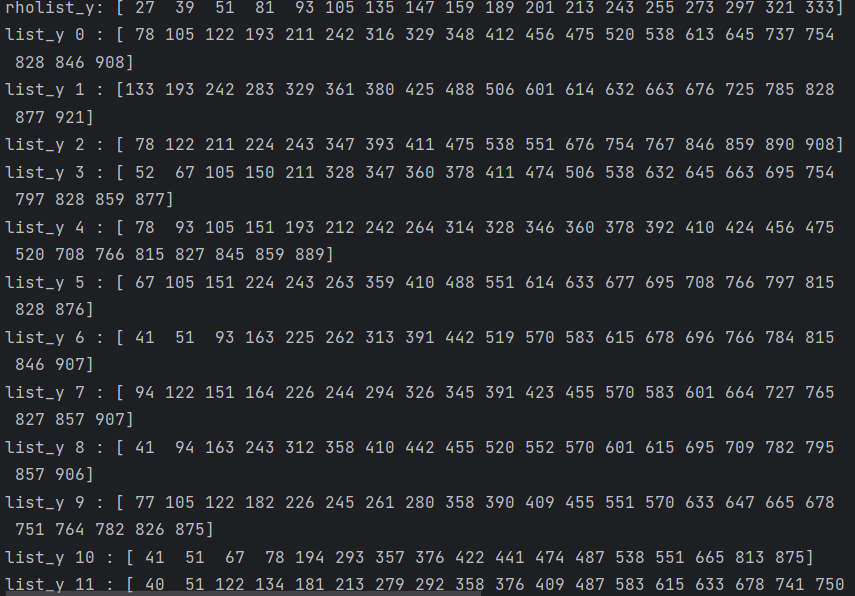 rholist_y: [ 27  39  51  81  93 105 135 147 159 189 201 213 243 255 273 297 321 333]
list_y 0 : [ 78 105 122 193 211 242 316 329 348 412 456 475 520 538 613 645 737 754
 828 846 908]
list_y 1 : [133 193 242 283 329 361 380 425 488 506 601 614 632 663 676 725 785 828
 877 921]
list_y 2 : [ 78 122 211 224 243 347 393 411 475 538 551 676 754 767 846 859 890 908]
list_y 3 : [ 52  67 105 150 211 328 347 360 378 411 474 506 538 632 645 663 695 754
 797 828 859 877]
list_y 4 : [ 78  93 105 151 193 212 242 264 314 328 346 360 378 392 410 424 456 475
 520 708 766 815 827 845 859 889]
list_y 5 : [ 67 105 151 224 243 263 359 410 488 551 614 633 677 695 708 766 797 815
 828 876]
list_y 6 : [ 41  51  93 163 225 262 313 391 442 519 570 583 615 678 696 766 784 815
 846 907]
list_y 7 : [ 94 122 151 164 226 244 294 326 345 391 423 455 570 583 601 664 727 765
 827 857 907]
list_y 8 : [ 41  94 163 243 312 358 410 442 455 520 552 570 601 615 695 709 782 795
 857 906]
list_y 9 : [ 77 105 122 182 226 245 261 280 358 390 409 455 551 570 633 647 665 678
 751 764 782 826 875]
list_y 10 : [ 41  51  67  78 194 293 357 376 422 441 474 487 538 551 665 813 875]
list_y 11 : [ 40  51 122 134 181 213 279 292 358 376 409 487 583 615 633 678 741 750